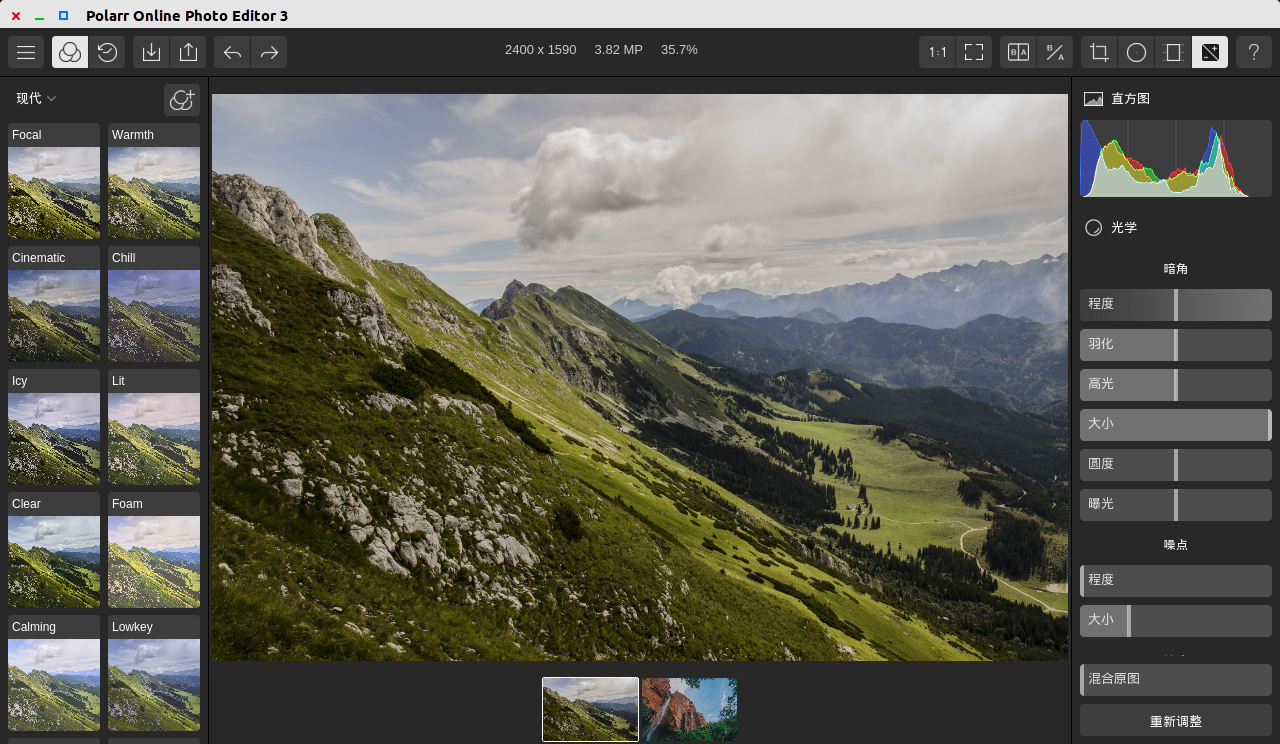 Polarr Online Photo Editor 3
2400 x 1590 3.82 MP 35.7%
1:1
B A
B/A
?
现代
Focal
Warmth
Cinematic
Chill
Icy
Lit
Clear
Foam
Calming
Lowkey
直方图
光学
暗角
程度
羽化
高光
大小
圆度
曝光
噪点
程度
大小
混合原图
重新调整